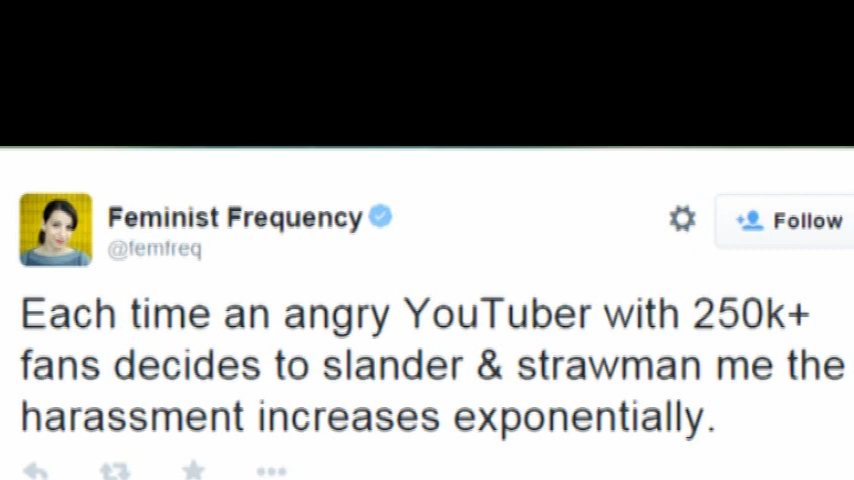 Feminist Frequency
@femfreq
Follow
Each time an angry YouTuber with 250k+
fans decides to slander & strawman me the
harassment increases exponentially.